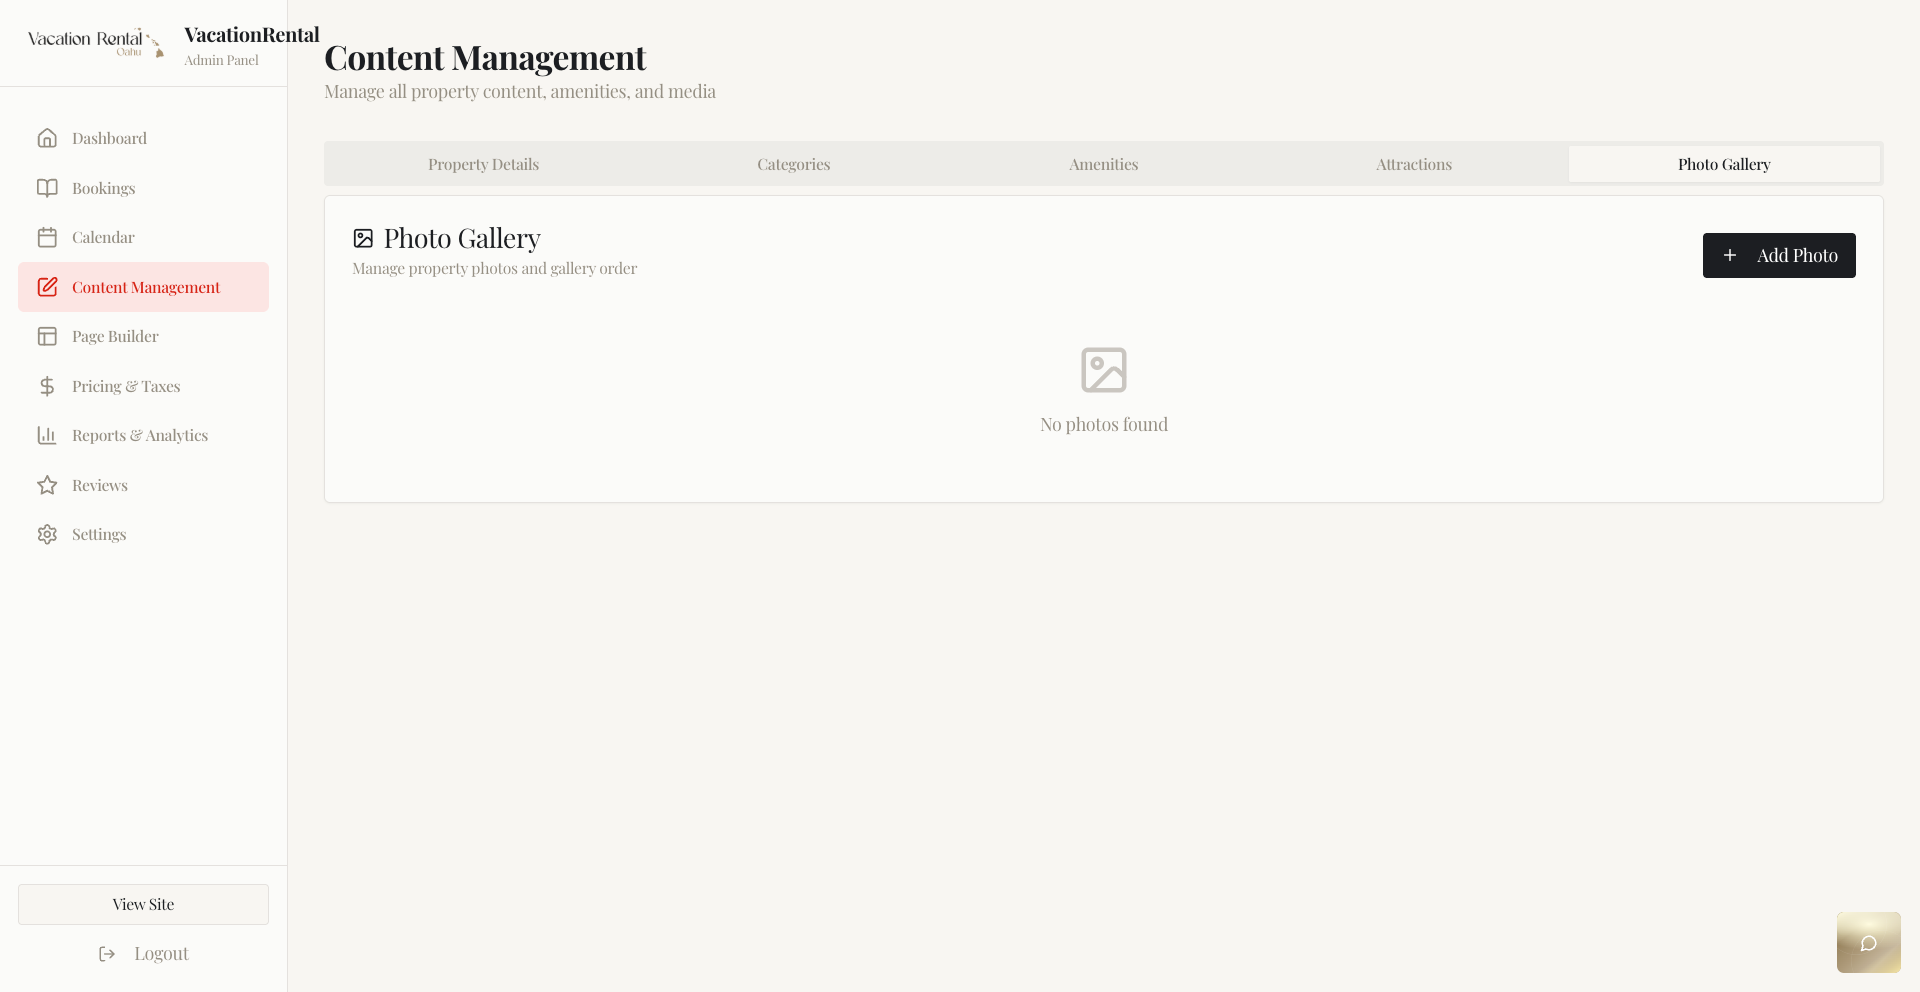 Vacation Rental
Oahu
VacationRental
Admin Panel
Dashboard
Bookings
Calendar
Content Management
Page Builder
Pricing & Taxes
Reports & Analytics
Reviews
Settings
View Site
Logout
Content Management
Manage all property content, amenities, and media
Property Details
Categories
Amenities
Attractions
Photo Gallery
Photo Gallery
Manage property photos and gallery order
Add Photo
No photos found